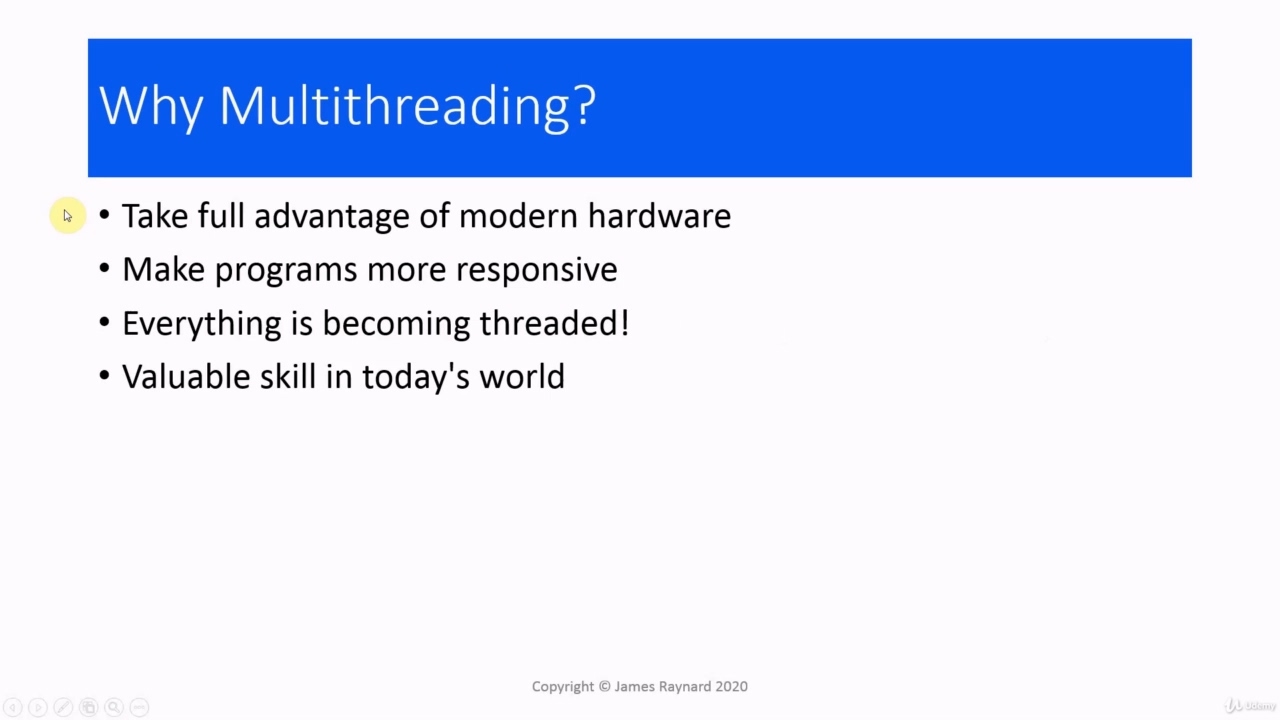 Why Multithreading?
• Take full advantage of modern hardware
• Make programs more responsive
• Everything is becoming threaded!
• Valuable skill in today's world
Copyright © James Raynard 2020
Udemy